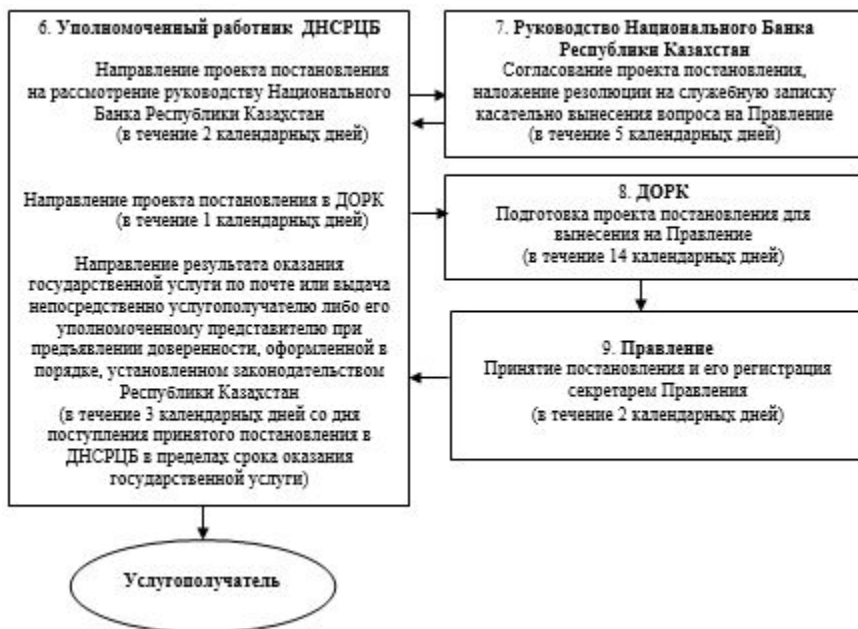 6. Уполномоченный работник ДНСРЦБ
Направление проекта постановления
на рассмотрение руководству Национального
Банка Республики Казахстан
(в течение 2 календарных дней)
Направление проекта постановления в ДОРК
(в течение 1 календарных дней)
Направление результата оказания
государственной услуги по почте или выдача
непосредственно услугополучателю либо его
уполномоченному представителю при
предъявлении доверенности, оформленной в
порядке, установленном законодательством
Республики Казахстан
(в течение 3 календарных дней со дня
поступления принятого постановления в
ДНСРЦБ в пределах срока оказания
государственной услуги)
7. Руководство Национального Банка
Республики Казахстан
Согласование проекта постановления,
наложение резолюции на служебную записку
касательно вынесения вопроса на Правление
(в течение 5 календарных дней)
8. ДОРК
Подготовка проекта постановления для
вынесения на Правление
(в течение 14 календарных дней)
9. Правление
Принятие постановления и его регистрация
секретарем Правления
(в течение 2 календарных дней)
Услугополучатель